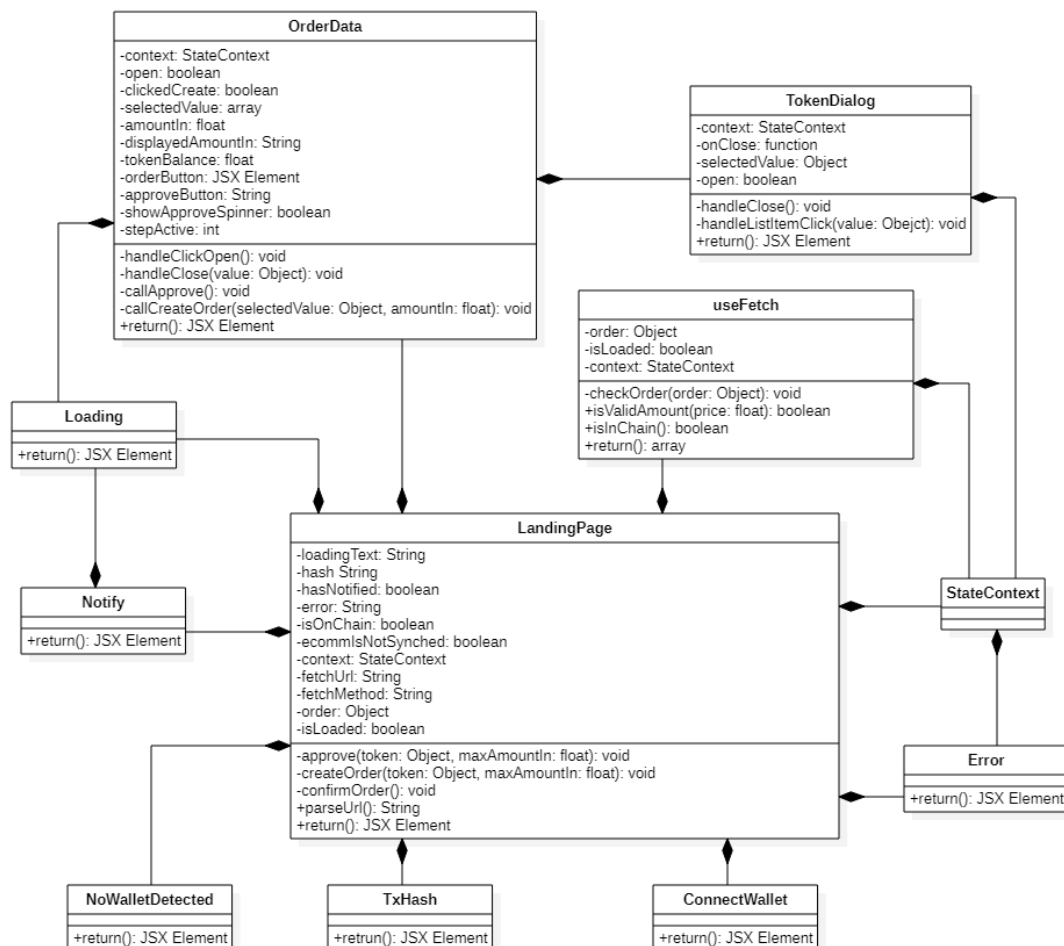 OrderData
-context: StateContext
-open: boolean
-clickedCreate: boolean
-selectedValue: array
-amountIn: float
-displayedAmountIn: String
-tokenBalance: float
-orderButton: JSX Element
-approveButton: String
-showApproveSpinner: boolean
-stepActive: int
-handleClickOpen(): void
-handleClose(value: Object): void
-callApprove(): void
-callCreateOrder(selectedValue: Object, amountIn: float): void
+return(): JSX Element
TokenDialog
-context: StateContext
-onClose: function
-selectedValue: Object
-open: boolean
-handleClose(): void
-handleListItemClick(value: Obejct): void
+return(): JSX Element
useFetch
-order: Object
-isLoaded: boolean
-context: StateContext
-checkOrder(order: Object): void
+isValidAmount(price: float): boolean
+isInChain(): boolean
+return(): array
Loading
+return(): JSX Element
LandingPage
-loadingText: String
-hash String
-hasNotified: boolean
-error: String
-isOnChain: boolean
-ecommIsNotSynched: boolean
-context: StateContext
-fetchUrl: String
-fetchMethod: String
-order: Object
-isLoaded: boolean
-approve(token: Object, maxAmountIn: float): void
-createOrder(token: Object, maxAmountIn: float): void
-confirmOrder(): void
+parseUrl(): String
+return(): JSX Element
Notify
+return(): JSX Element
StateContext
Error
+return(): JSX Element
NoWalletDetected
+return(): JSX Element
TxHash
+retrun(): JSX Element
ConnectWallet
+return(): JSX Element